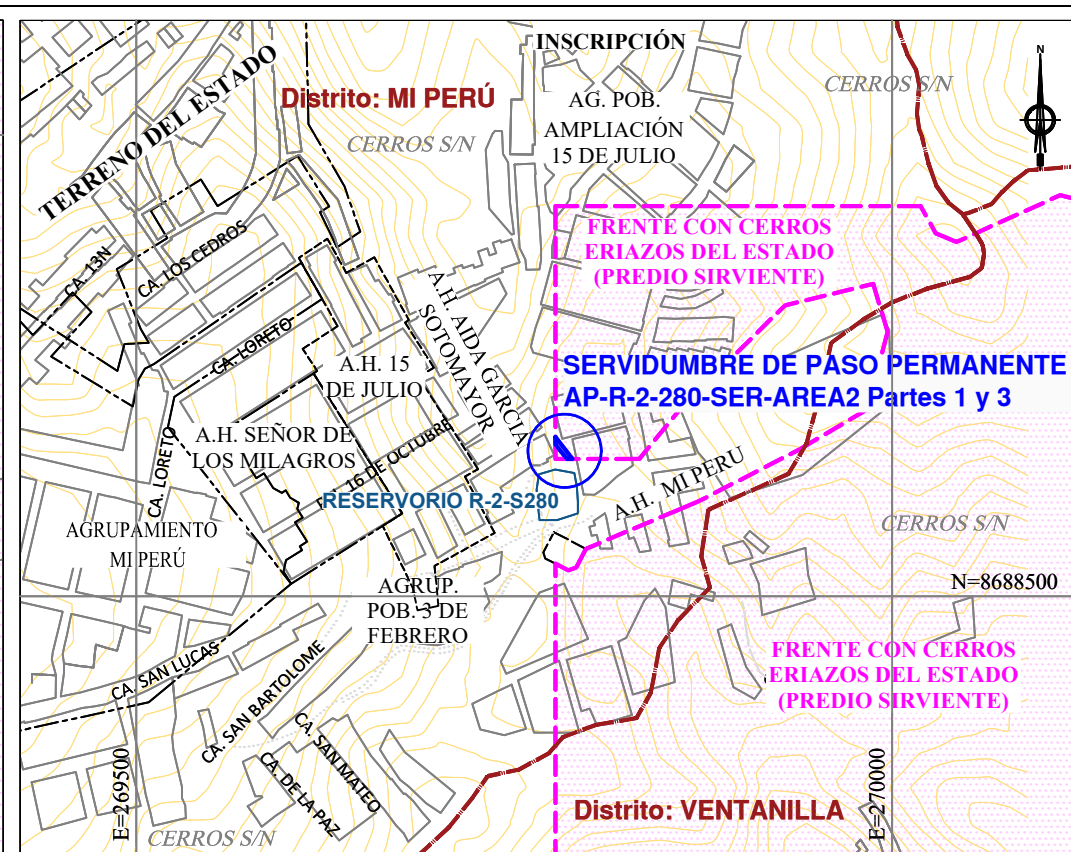 INSCRIPCIÓN
CERROS S/N
N
TERRENO DEL ESTADO
Distrito: MI PERÚ
AG. POB.
AMPLIACIÓN
15 DE JULIO
CERROS S/N
FRENTE CON CERROS
ERIAZOS DEL ESTADO
(PREDIO SIRVIENTE)
CA. 13N
CA. LOS CEDROS
A.H. AIDA GARCIA
SOTOMAYOR
CA. LORETO
A.H. 15
DE JULIO
SERVIDUMBRE DE PASO PERMANENTE
AP-R-2-280-SER-AREA2 Partes 1 y 3
A.H. SEÑOR DE
LOS MILAGROS
16 DE OCTUBRE
CA. LORETO
RESERVORIO R-2-S280
A.H. MI PERU
AGRUPAMIENTO
MI PERÚ
CERROS S/N
AGRUP.
POB. 3 DE
FEBRERO
N=8688500
CA. SAN LUCAS
CA. SAN BARTOLOME
FRENTE CON CERROS
ERIAZOS DEL ESTADO
(PREDIO SIRVIENTE)
CA. SAN MATEO
CA. DE LA PAZ
E=269500
E=270000
Distrito: VENTANILLA
CERROS S/N